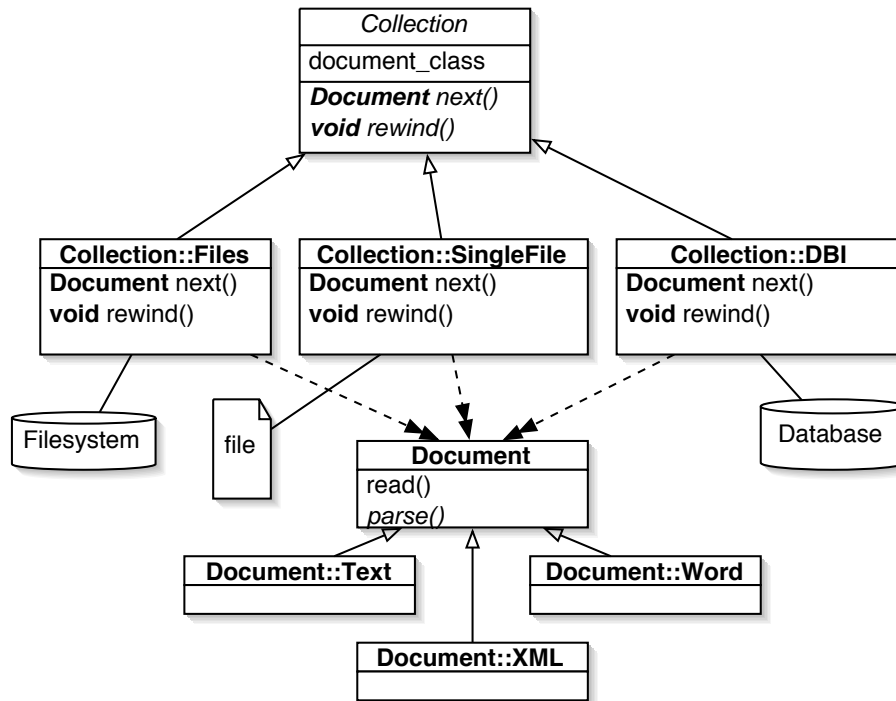 Collection
document_class
Document next()
void rewind()
Collection::Files
Document next()
void rewind()
Collection::SingleFile
Document next()
void rewind()
Collection::DBI
Document next()
void rewind()
Filesystem
file
Database
Document
read()
parse()
Document::Text
Document::Word
Document::XML